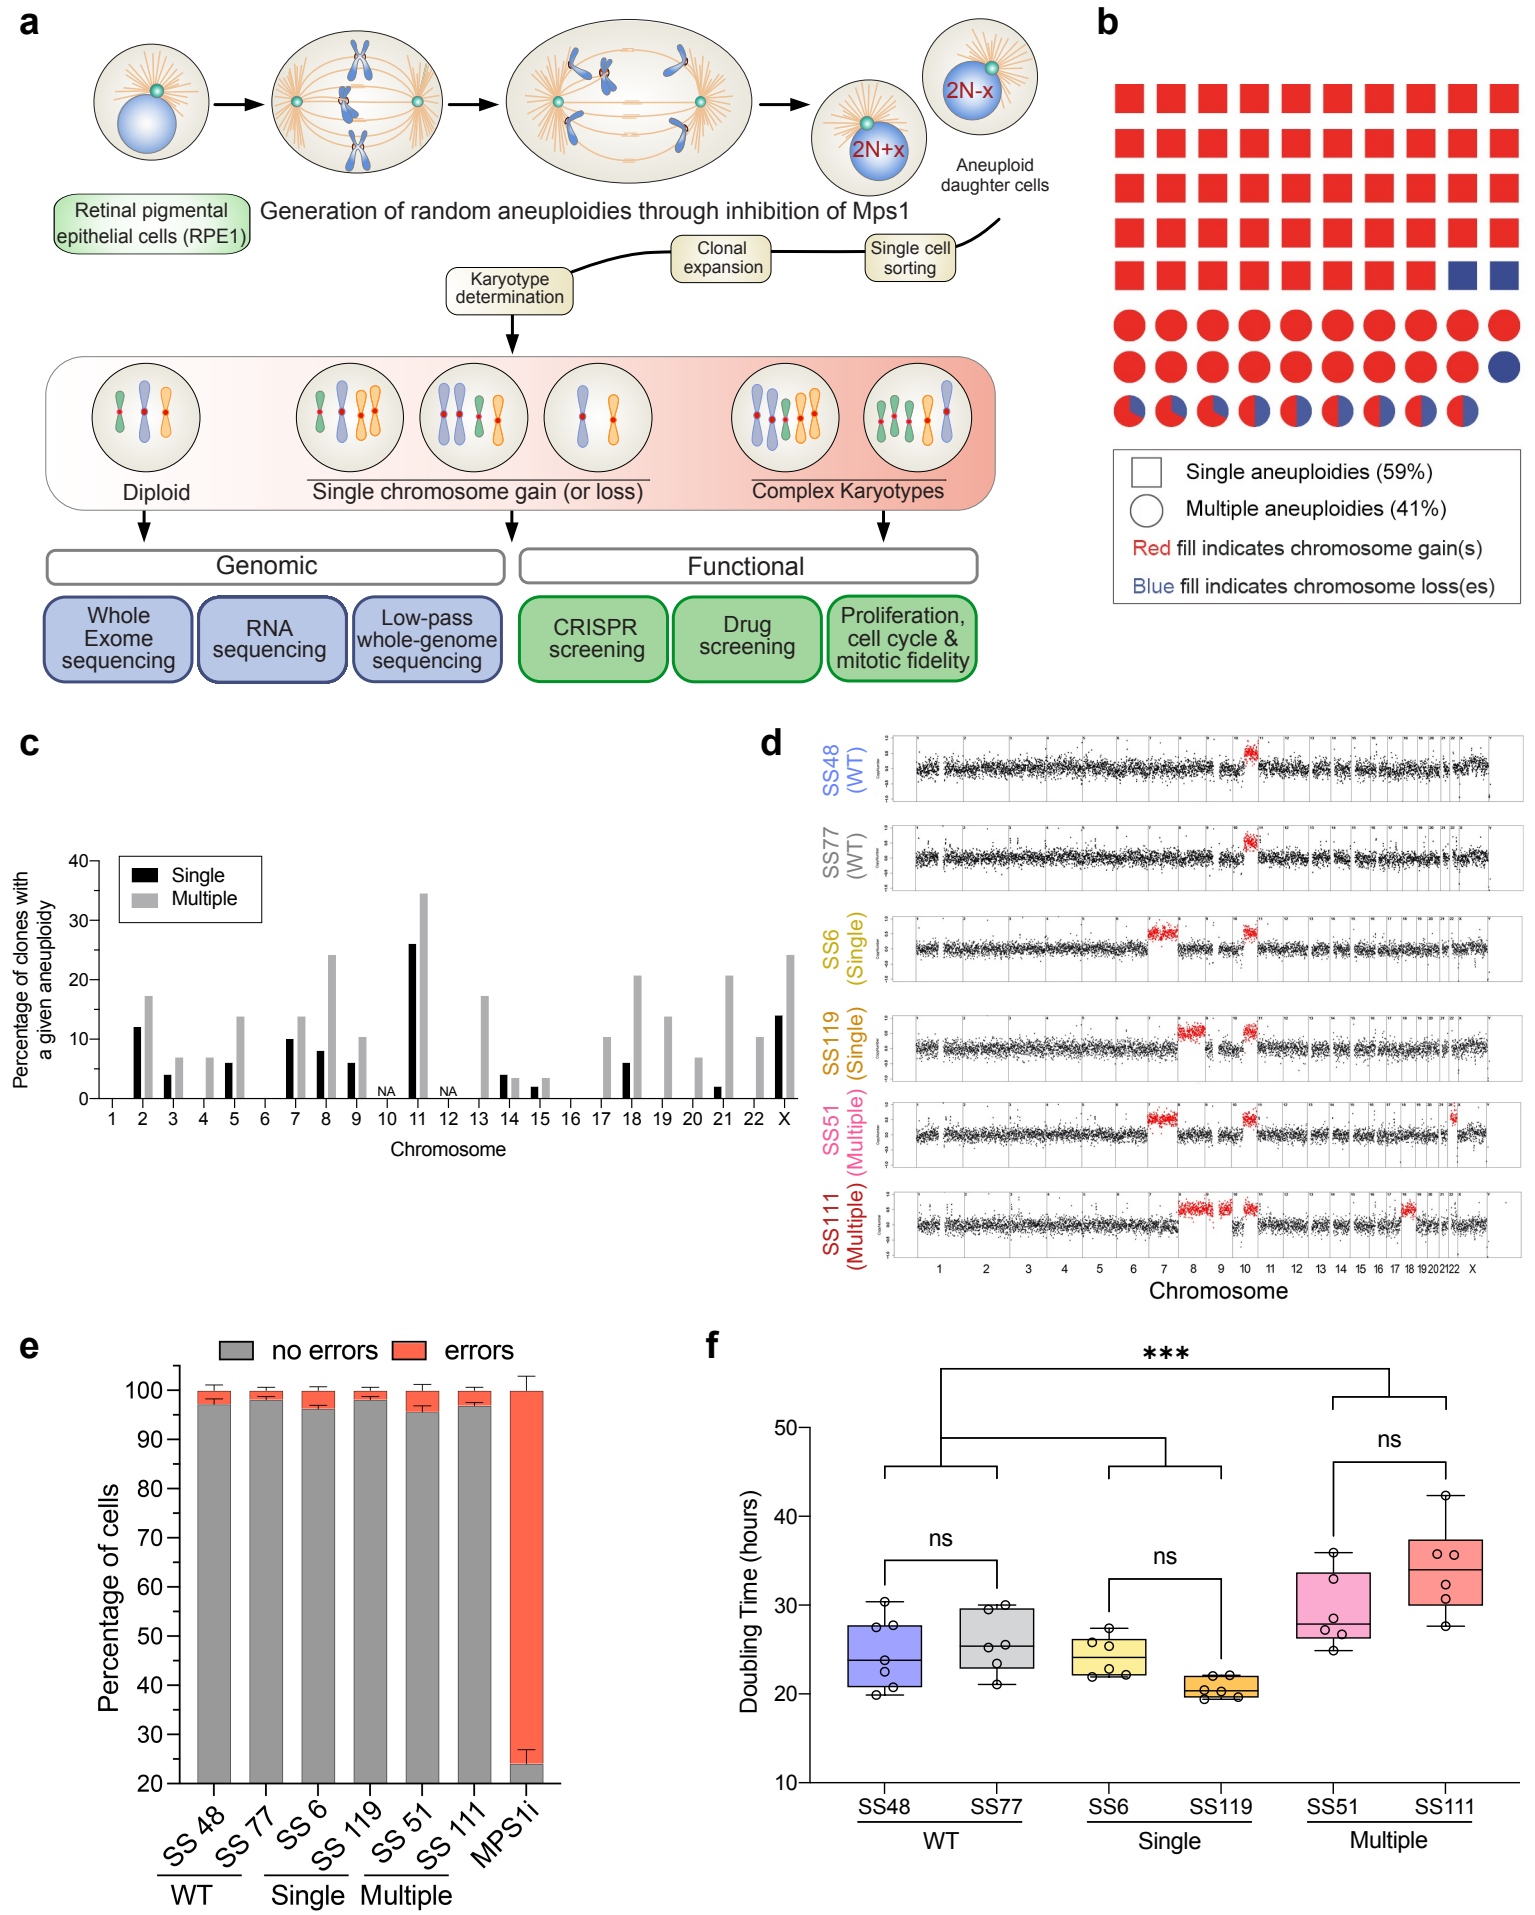 a
2N-x
2N+x
Aneuploid
daughter cells
Retinal pigmental
epithelial cells (RPE1)
Generation of random aneuploidies through inhibition of Mps1
Single cell
sorting
Clonal
expansion
Karyotype
determination
Diploid
Single chromosome gain (or loss)
Complex Karyotypes
Genomic
Functional
Whole
Exome
sequencing
RNA
sequencing
Low-pass
whole-genome
sequencing
CRISPR
screening
Drug
screening
Proliferation,
cell cycle &
mitotic fidelity
b
Single aneuploidies (59%)
Multiple aneuploidies (41%)
Red fill indicates chromosome gain(s)
Blue fill indicates chromosome loss(es)
c
Percentage of clones with
a given aneuploidy
40
30
20
10
0
Single
Multiple
NA
NA
1 2 3 4 5 6 7 8 9 10 11 12 13 14 15 16 17 18 19 20 21 22 X
Chromosome
d
SS48
(WT)
SS77
(WT)
SS6
(Single)
SS119
(Single)
SS51
(Multiple)
SS111
(Multiple)
1 2 3 4 5 6 7 8 9 10 11 12 13 14 15 16 17 18 19 20 21 22 X
Chromosome
e
no errors
errors
Percentage of cells
100
90
80
70
60
50
40
30
20
SS 48
SS 77
SS 6
SS 119
SS 51
SS 111
MPS1i
WT
Single
Multiple
f
***
ns
ns
ns
Doubling Time (hours)
50
40
30
20
10
SS48
SS77
SS6
SS119
SS51
SS111
WT
Single
Multiple